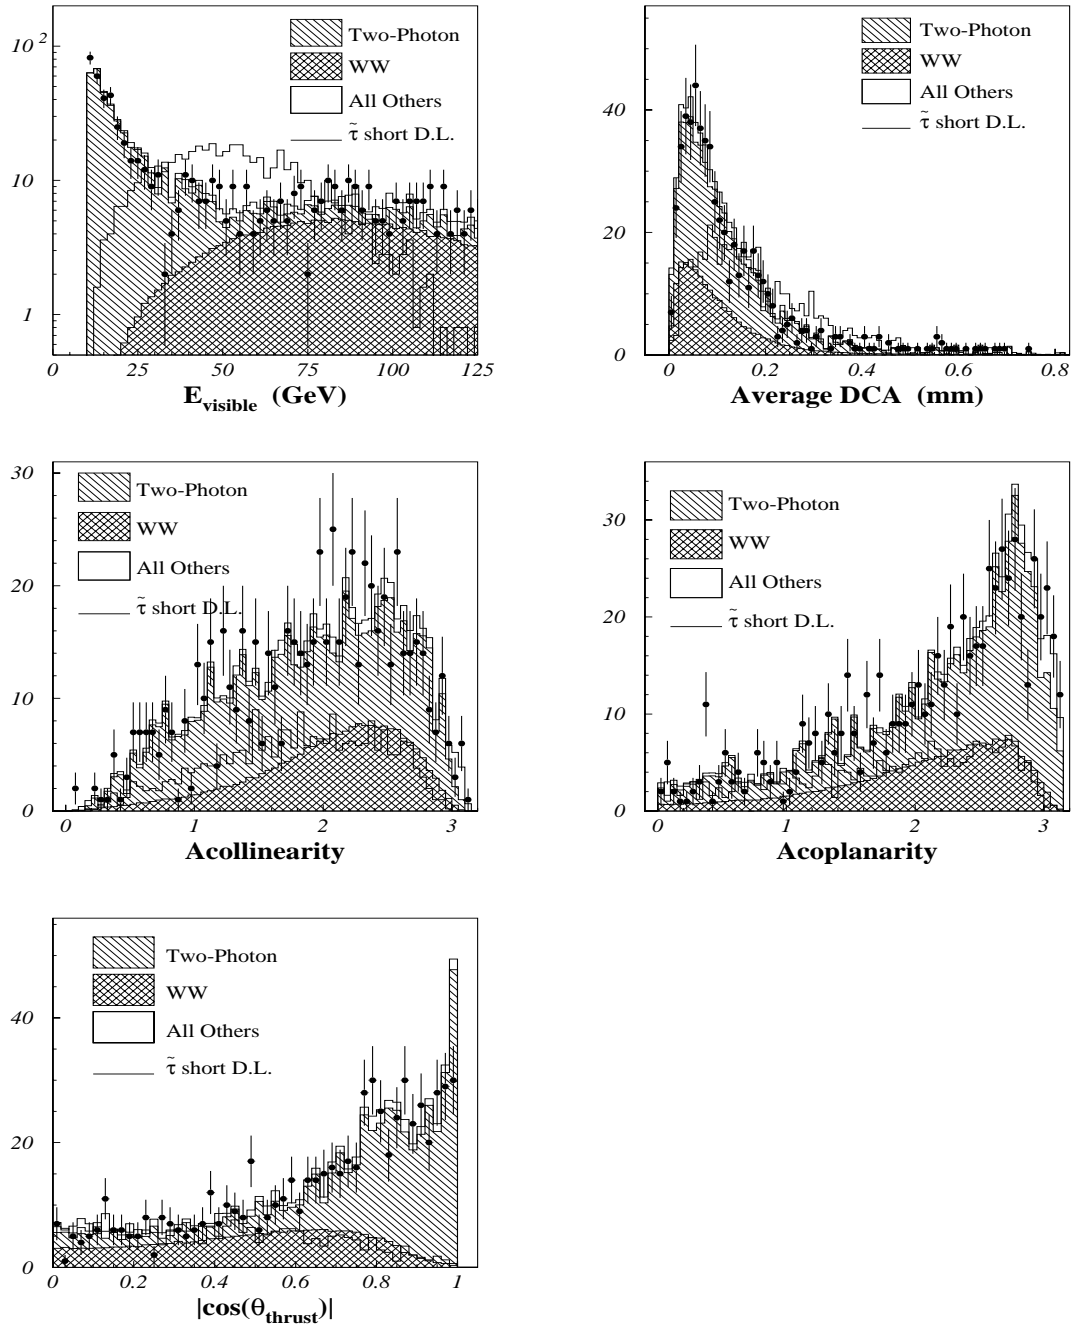 Two-Photon
WW
All Others
10 2
10
1
0 25 50 75 100 125
E visible (GeV)
Two-Photon
WW
All Others
τ̃ short D.L.
40
20
0
0 0.2 0.4 0.6 0.8
Average DCA (mm)
τ̃ short D.L.
30
20
10
0
Two-Photon
WW
All Others
τ̃ short D.L.
0 1 2 3
Acollinearity
30
20
10
0
Two-Photon
WW
All Others
τ̃ short D.L.
0 1 2 3
Acoplanarity
40
20
0
Two-Photon
WW
All Others
τ̃ short D.L.
0 0.2 0.4 0.6 0.8 1
|cos(θthrust)|